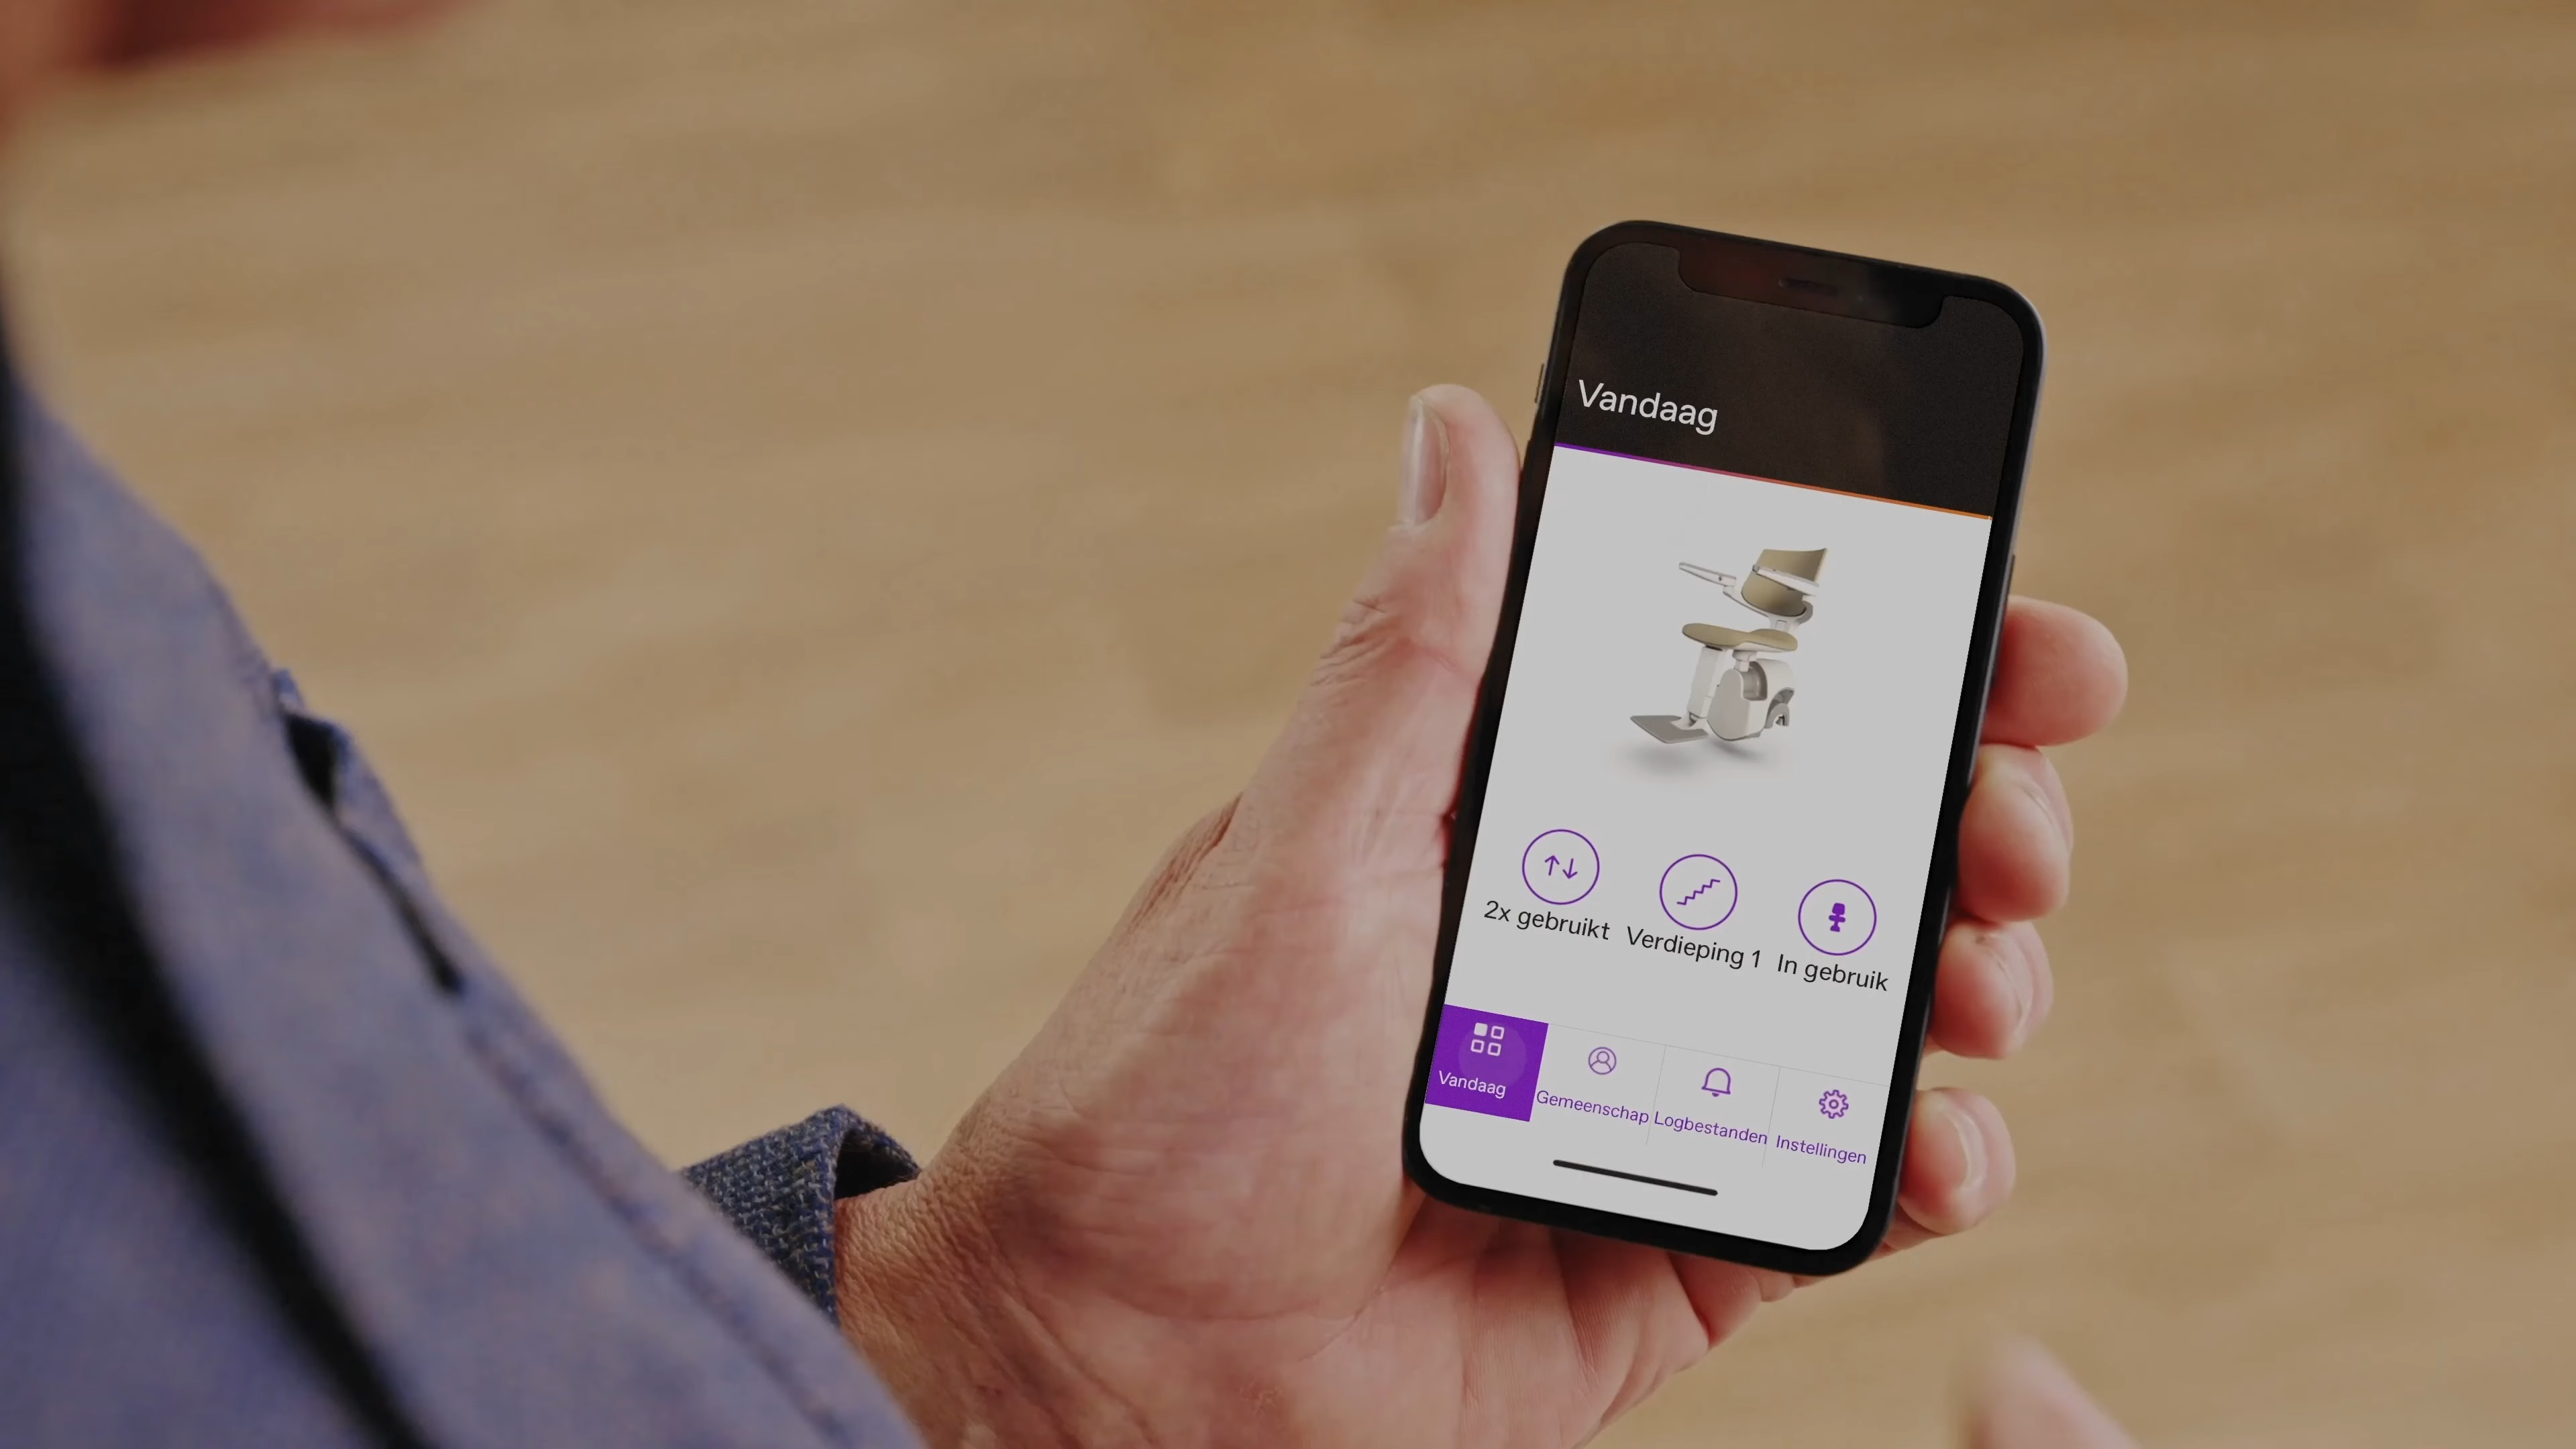 Vandaag
2x gebruikt
Verdieping 1
In gebruik
Vandaag
Gemeenschap
Logbestanden
Instellingen